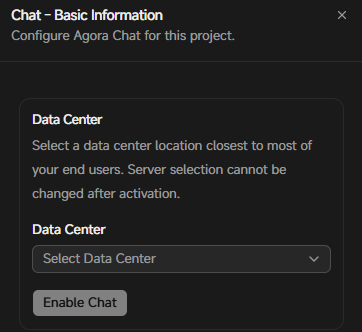 Chat – Basic Information
Configure Agora Chat for this project.
Data Center
Select a data center location closest to most of
your end users. Server selection cannot be
changed after activation.
Data Center
Select Data Center
Enable Chat